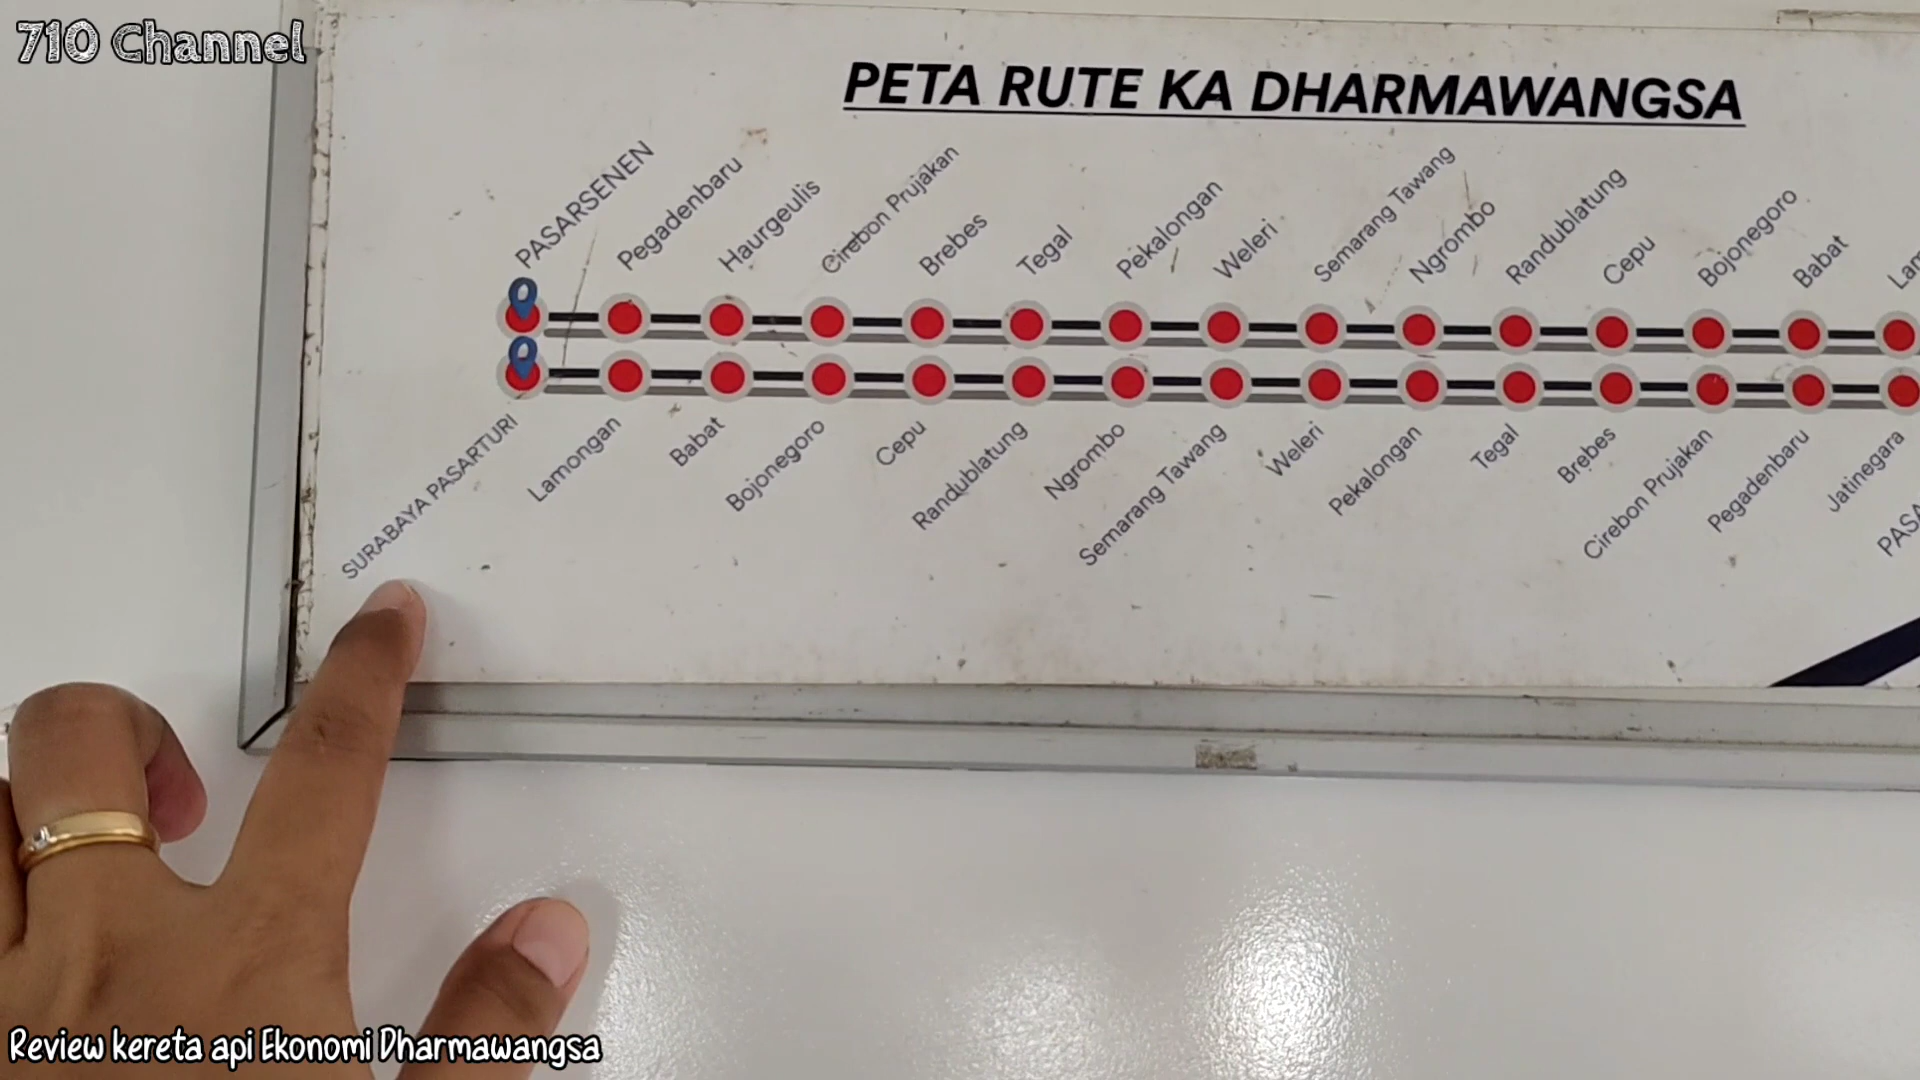 710 Channel
PETA RUTE KA DHARMAWANGSA
PASARSENEN
Pegadenbaru
Haurgeulis
Cirebon Prujakan
Brebes
Tegal
Pekalongan
Weleri
Semarang Tawang
Ngrombo
Randublatung
Cepu
Bojonegoro
Babat
Lam
SURABAYA PASARTURI
Lamongan
Babat
Bojonegoro
Cepu
Randublatung
Ngrombo
Semarang Tawang
Weleri
Pekalongan
Tegal
Brebes
Cirebon Prujakan
Pegadenbaru
Jatinegara
PASA
Review kereta api Ekonomi Dharmawangsa